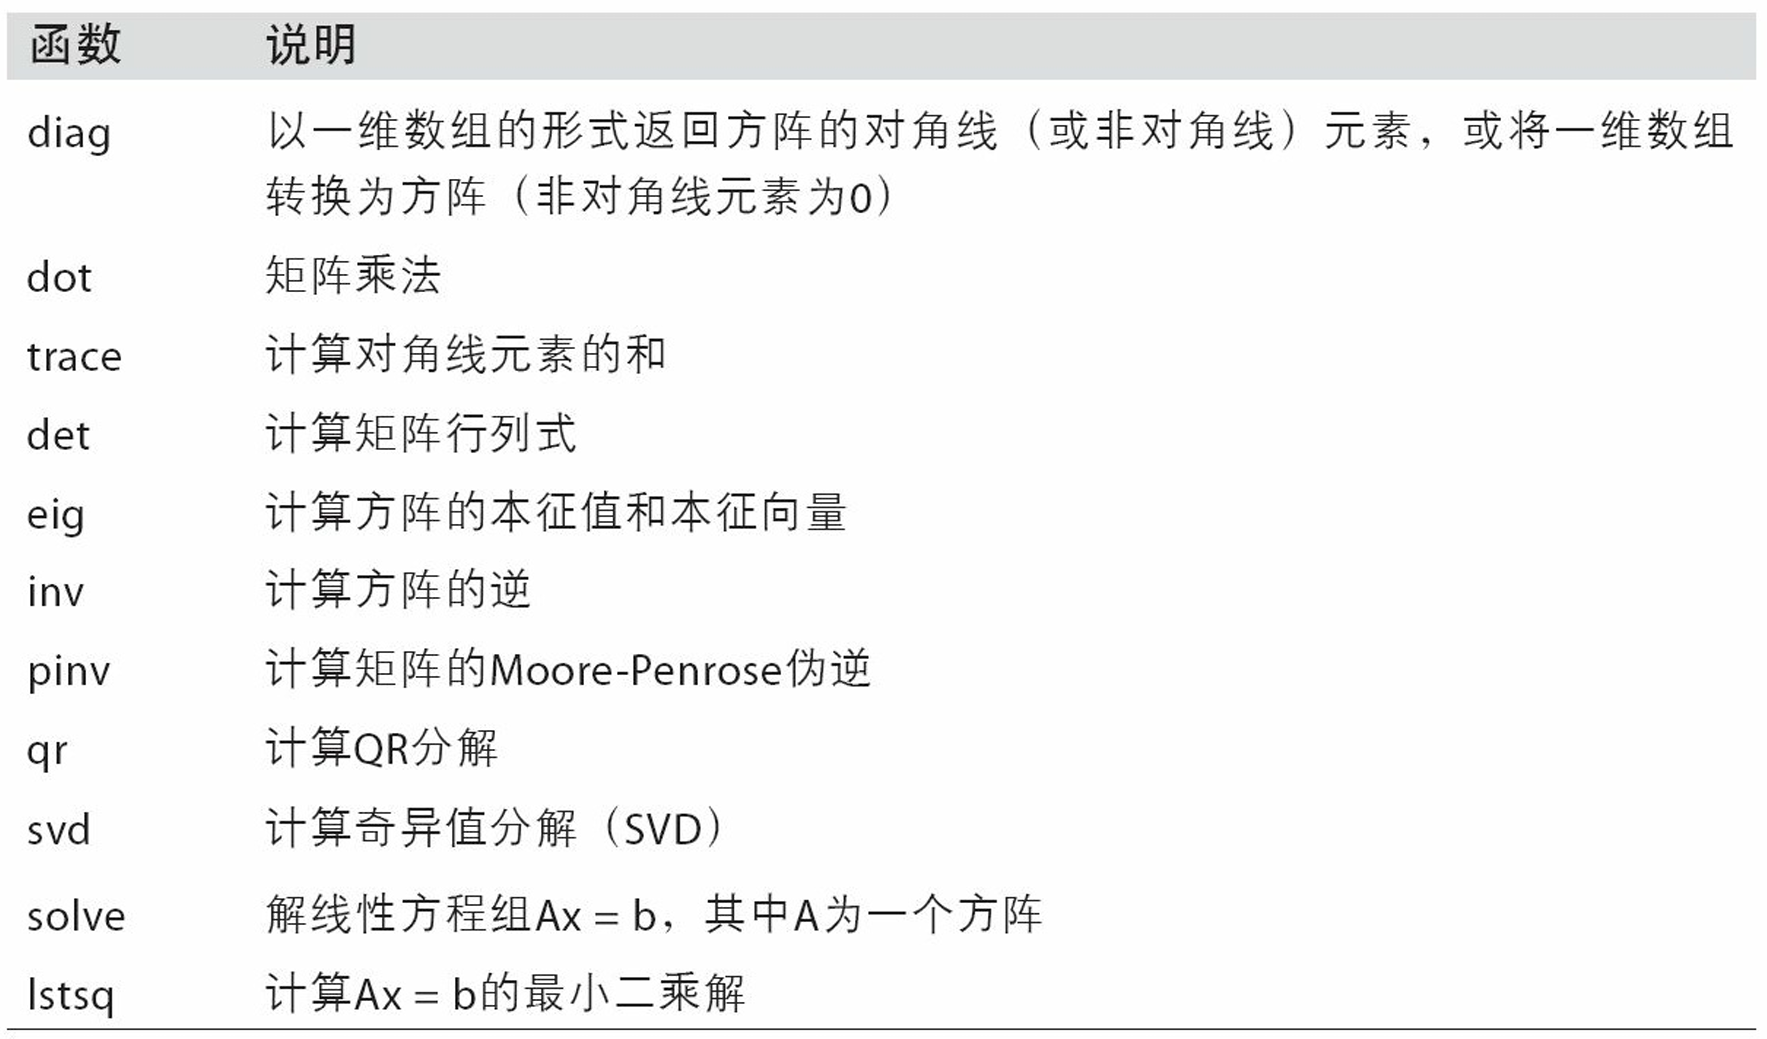 函数 说明
diag 以一维数组的形式返回方阵的对角线（或非对角线）元素，或将一维数组
转换为方阵（非对角线元素为0）
dot 矩阵乘法
trace 计算对角线元素的和
det 计算矩阵行列式
eig 计算方阵的本征值和本征向量
inv 计算方阵的逆
pinv 计算矩阵的Moore-Penrose伪逆
qr 计算QR分解
svd 计算奇异值分解（SVD）
solve 解线性方程组Ax = b，其中A为一个方阵
lstsq 计算Ax = b的最小二乘解